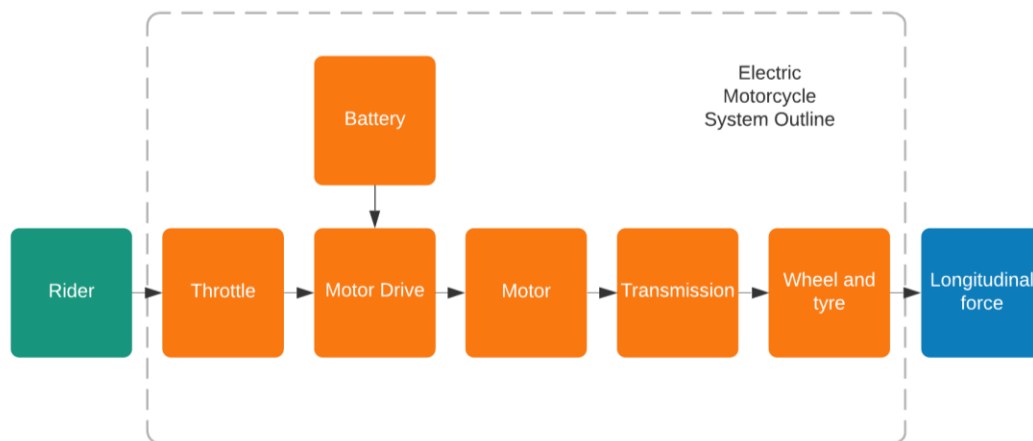 Electric
Motorcycle
System Outline
Battery
Rider
Throttle
Motor Drive
Motor
Transmission
Wheel and
tyre
Longitudinal
force